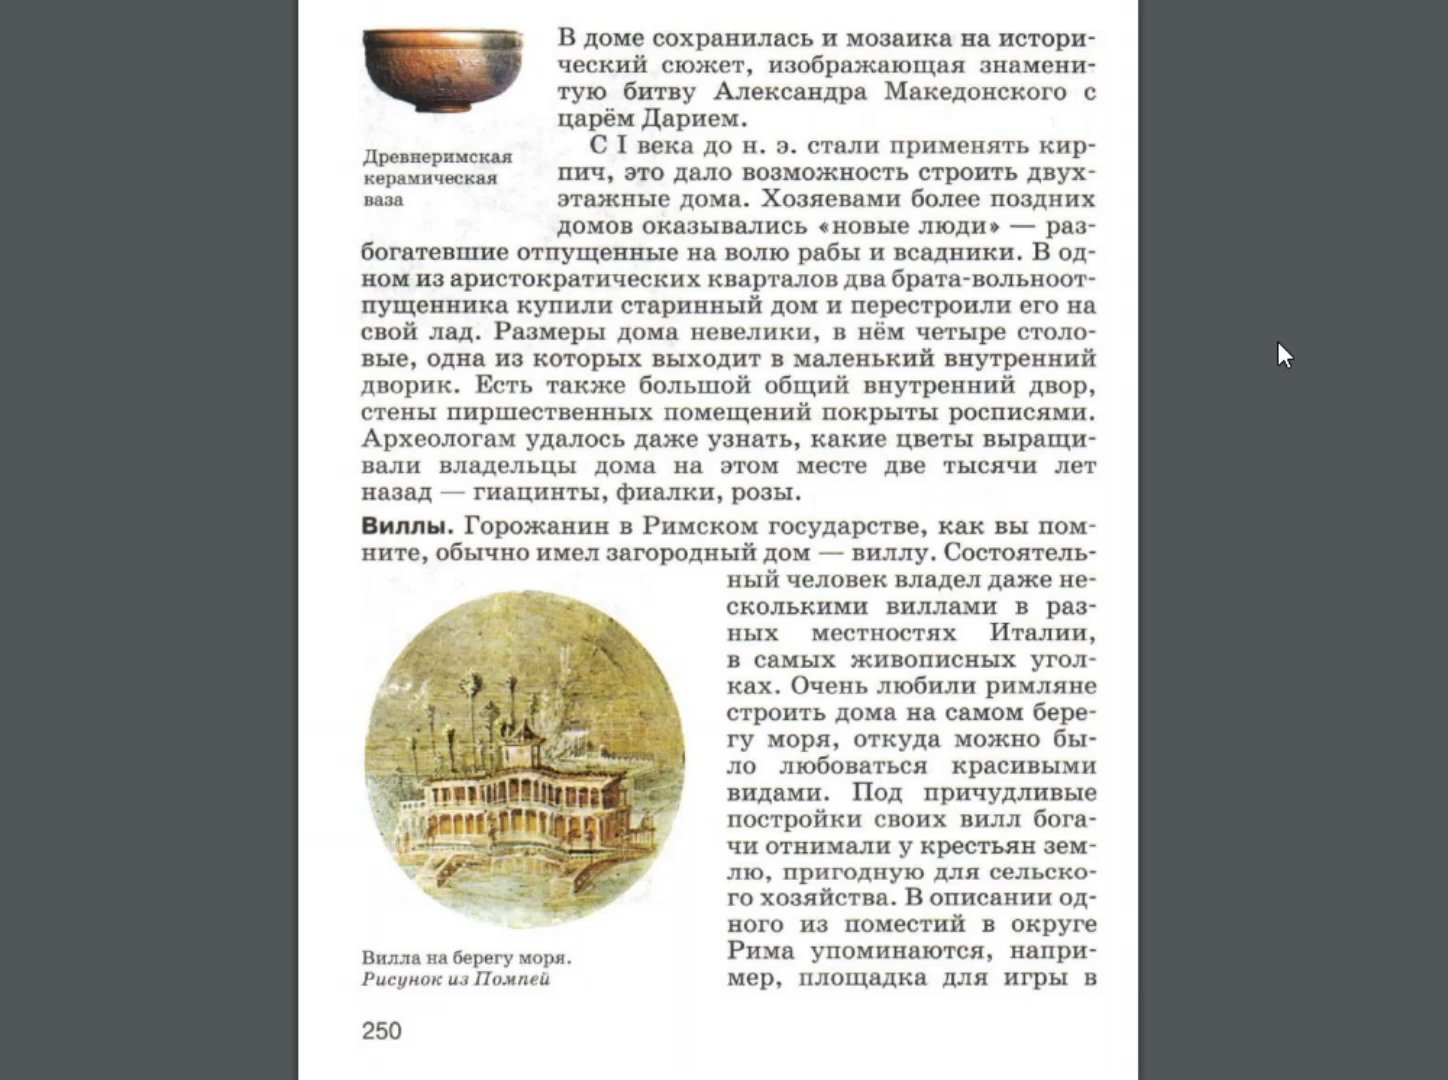 В доме сохранилась и мозаика на истори-
ческий сюжет, изображающая знамени-
тую битву Александра Македонского с
царём Дарием.
Древнеримская
керамическая
ваза
С I века до н. э. стали применять кир-
пич, это дало возможность строить двух-
этажные дома. Хозяевами более поздних
домов оказывались «новые люди» — раз-
богатевшие отпущенные на волю рабы и всадники. В од-
ном из аристократических кварталов два брата-вольноот-
пущенника купили старинный дом и перестроили его на
свой лад. Размеры дома невелики, в нём четыре столо-
вые, одна из которых выходит в маленький внутренний
дворик. Есть также большой общий внутренний двор,
стены пиршественных помещений покрыты росписями.
Археологам удалось даже узнать, какие цветы выращи-
вали владельцы дома на этом месте две тысячи лет
назад — гиацинты, фиалки, розы.
Виллы. Горожанин в Римском государстве, как вы пом-
ните, обычно имел загородный дом — виллу. Состоятель-
ный человек владел даже не-
сколькими виллами в раз-
ных местностях Италии,
в самых живописных угол-
ках. Очень любили римляне
строить дома на самом бере-
гу моря, откуда можно бы-
ло любоваться красивыми
видами. Под причудливые
постройки своих вилл бога-
чи отнимали у крестьян зем-
лю, пригодную для сельско-
го хозяйства. В описании од-
ного из поместий в округе
Рима упоминаются, напри-
мер, площадка для игры в
Вилла на берегу моря.
Рисунок из Помпей
250